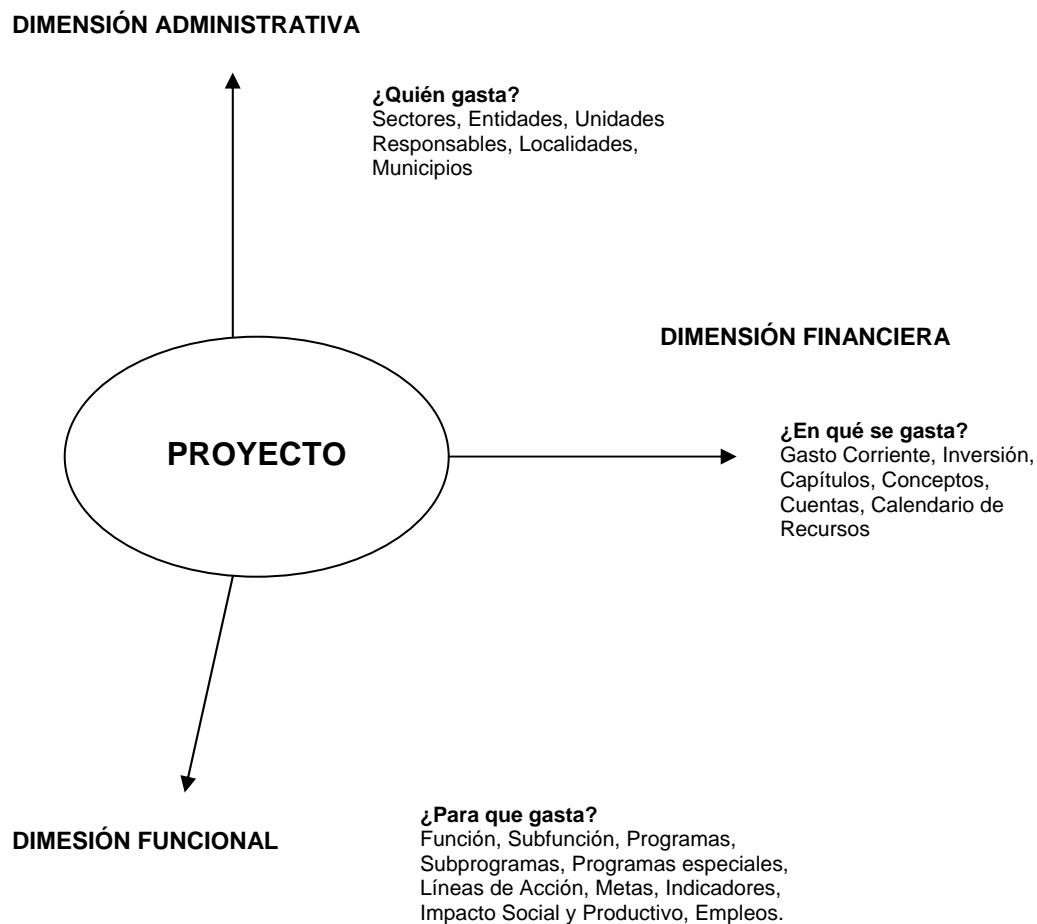 DIMENSIÓN ADMINISTRATIVA
¿Quién gasta?
Sectores, Entidades, Unidades
Responsables, Localidades,
Municipios
DIMENSIÓN FINANCIERA
PROYECTO
¿En qué se gasta?
Gasto Corriente, Inversión,
Capítulos, Conceptos,
Cuentas, Calendario de
Recursos
DIMESIÓN FUNCIONAL
¿Para que gasta?
Función, Subfunción, Programas,
Subprogramas, Programas especiales,
Líneas de Acción, Metas, Indicadores,
Impacto Social y Productivo, Empleos.